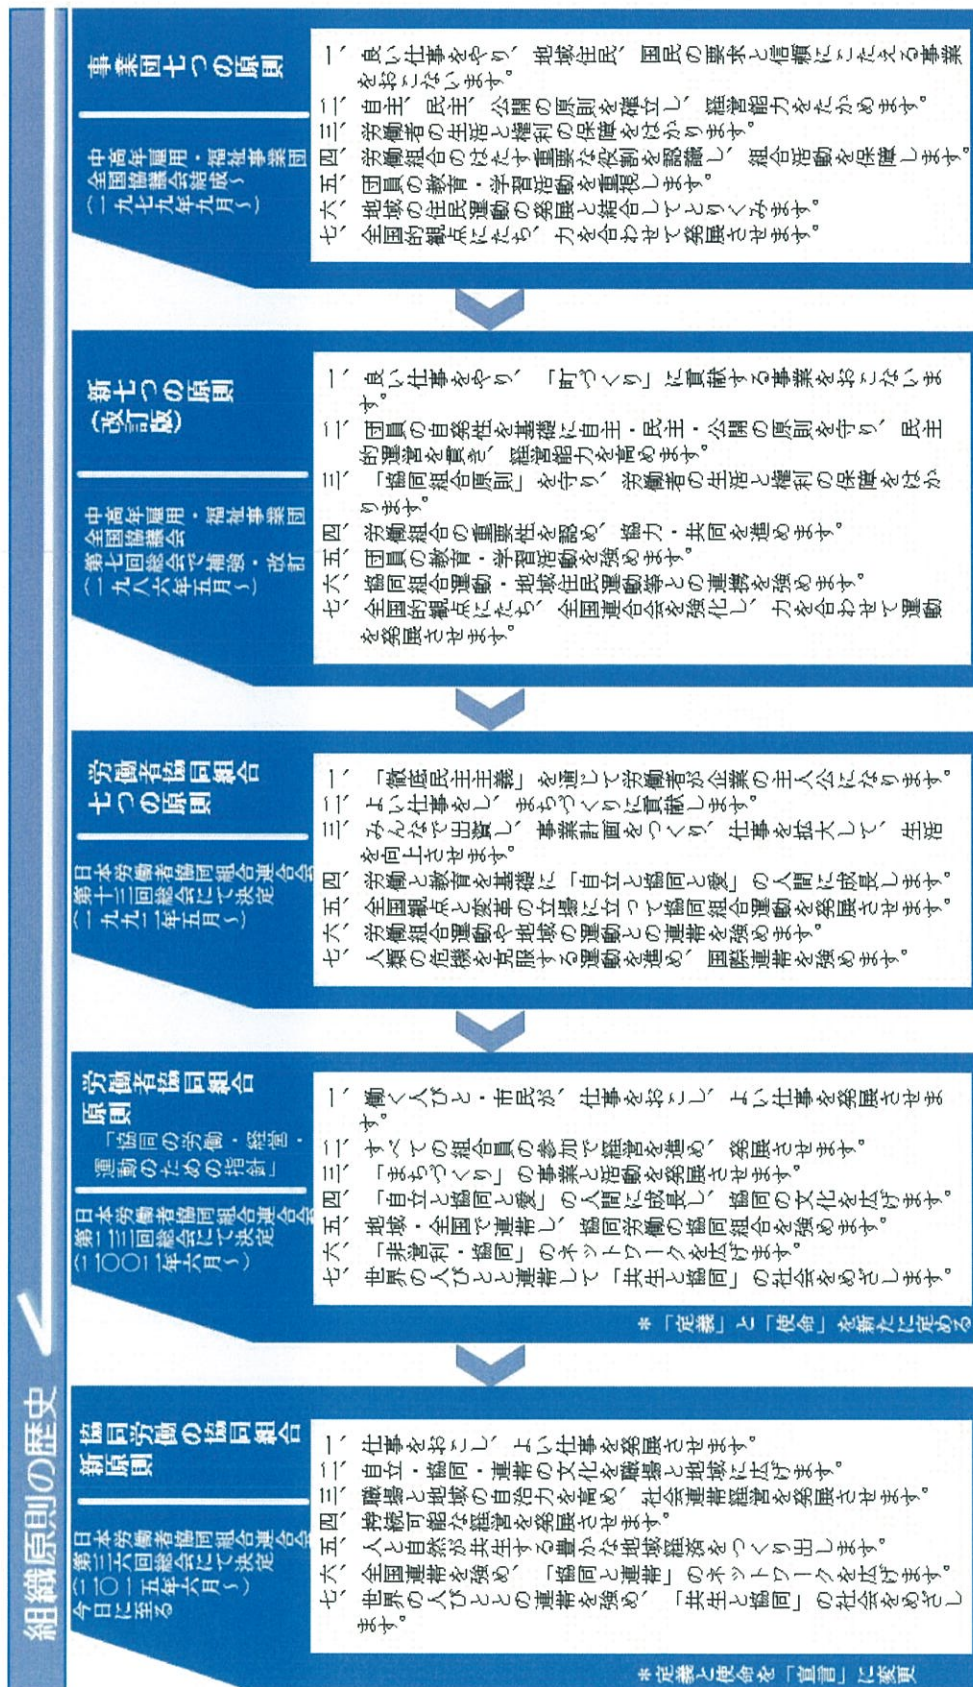 組織原則の歴史
事業団七つの原則
中高年雇用・福祉事業団
全国協議会結成～
(一九七九年九月～)
一、良い仕事をやり、地域住民、国民の要求と信頼にこたえる事業
をおこないます。
二、自主、民主、公開の原則を確立し、経営能力をたかめます。
三、労働者の生活と権利の保障をはかります。
四、労働組合のはたす重要な役割を認識し、組合活動を保障します。
五、団員の教育・学習活動を重視します。
六、地域の住民運動の発展と結合してとりくみます。
七、全国的観点にたち、力を合わせて発展させます。
新七つの原則
(改訂版)
中高年雇用・福祉事業団
全国協議会
第七回総会で補強・改訂
(一九八六年五月～)
一、良い仕事をやり、「町づくり」に貢献する事業をおこないま
す。
二、団員の自発性を基礎に自主・民主・公開の原則を守り、民主
的運営を貫き、経営能力を高めます。
三、「協同組合原則」を守り、労働者の生活と権利の保障をはか
ります。
四、労働組合の重要性を認め、協力・共同を進めます。
五、団員の教育・学習活動を強めます。
六、協同組合運動・地域住民運動等との連携を強めます。
七、全国的観点にたち、全国連合会を強化し、力を合わせて運動
を発展させます。
労働者協同組合
七つの原則
日本労働者協同組合連合会
第十三回総会にて決定
(一九九二年五月～)
一、「徹底民主主義」を通じて労働者が企業の主人公になります。
二、よい仕事をし、まちづくりに貢献します。
三、みんなで出資し、事業計画をつくり、仕事を拡大して、生活
を向上させます。
四、労働と教育を基礎に「自立と協同と愛」の人間に成長します。
五、全国観点と変革の立場に立って協同組合運動を発展させます。
六、労働組合運動や地域の運動との連帯を強めます。
七、人類の危機を克服する運動を進め、国際連帯を強めます。
労働者協同組合
原則
「協同の労働・経営・
運動のための指針」
日本労働者協同組合連合会
第二三回総会にて決定
(二〇〇二年六月～)
一、働く人びと・市民が、仕事をおこし、よい仕事を発展させま
す。
二、すべての組合員の参加で経営を進め、発展させます。
三、「まちづくり」の事業と活動を発展させます。
四、「自立と協同と愛」の人間に成長し、協同の文化を広げます。
五、地域・全国で連帯し、協同労働の協同組合を強めます。
六、「非営利・協同」のネットワークを広げます。
七、世界の人びとと連帯して「共生と協同」の社会をめざします。
＊「定義」と「使命」を新たに定める
協同労働の協同組合
新原則
日本労働者協同組合連合会
第三六回総会にて決定
(二〇一五年六月～)
今日に至る
一、仕事をおこし、よい仕事を発展させます。
二、自立・協同・連帯の文化を職場と地域に広げます。
三、職場と地域の自治力を高め、社会連帯経営を発展させます。
四、持続可能な経営を発展させます。
五、人と自然が共生する豊かな地域経済をつくり出します。
六、全国連帯を強め、「協同と連帯」のネットワークを広げます。
七、世界の人びととの連帯を強め、「共生と協同」の社会をめざし
ます。
＊定義と使命を「宣言」に変更